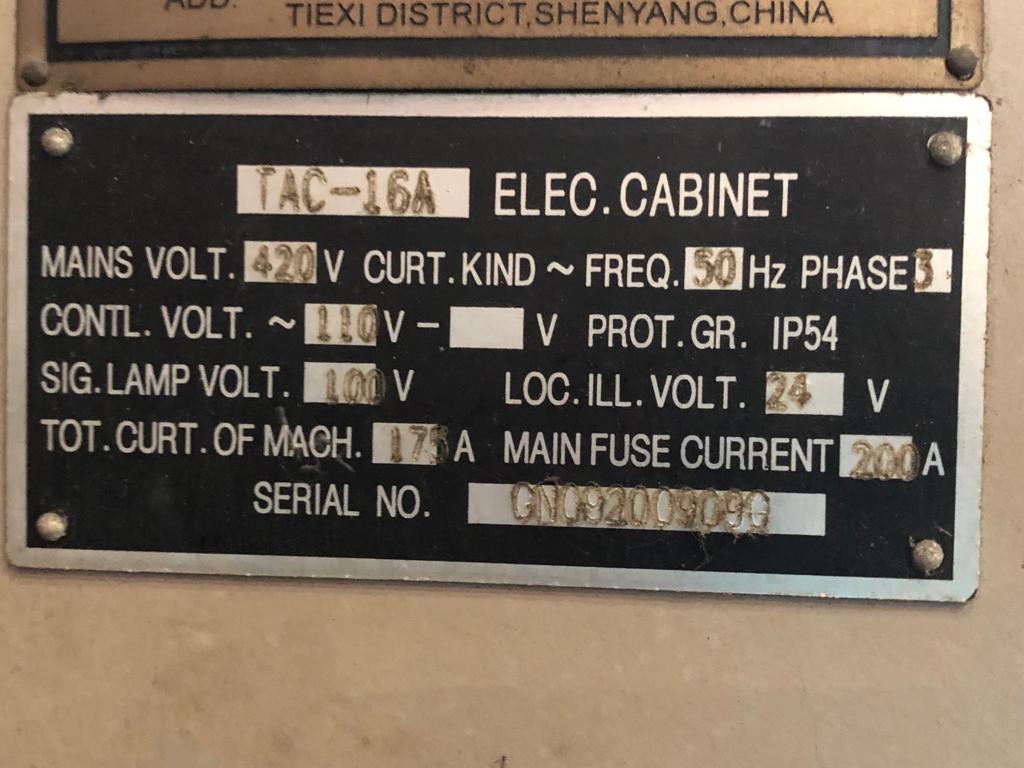 ADD.
TIEXI DISTRICT,SHENYANG,CHINA
TAC-16A ELEC.CABINET
MAINS VOLT. 420 V CURT.KIND ~ FREQ. 50 Hz PHASE 3
CONTL. VOLT. ~ 110 V – V PROT.GR. IP54
SIG.LAMP VOLT. 100 V LOC.ILL.VOLT. 24 V
TOT.CURT.OF MACH. 175 A MAIN FUSE CURRENT 200 A
SERIAL NO.